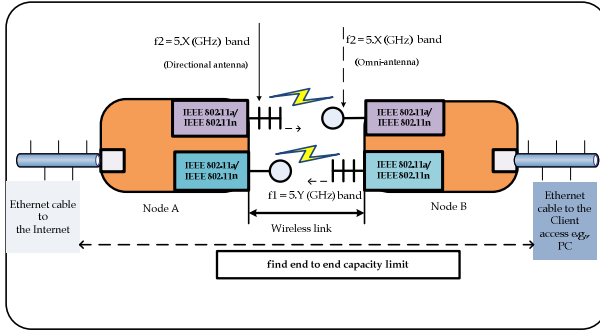 f2 = 5.X (GHz) band
(Directional antenna)
f2 = 5.X (GHz) band
(Omni-antenna)
IEEE 802.11a/
IEEE 802.11n
IEEE 802.11a/
IEEE 802.11n
IEEE 802.11a/
IEEE 802.11n
IEEE 802.11a/
IEEE 802.11n
f1 = 5.Y (GHz) band
Node A
Node B
Wireless link
Ethernet cable
to
the Internet
Ethernet
cable to the
Client
access e.g.,
PC
find end to end capacity limit